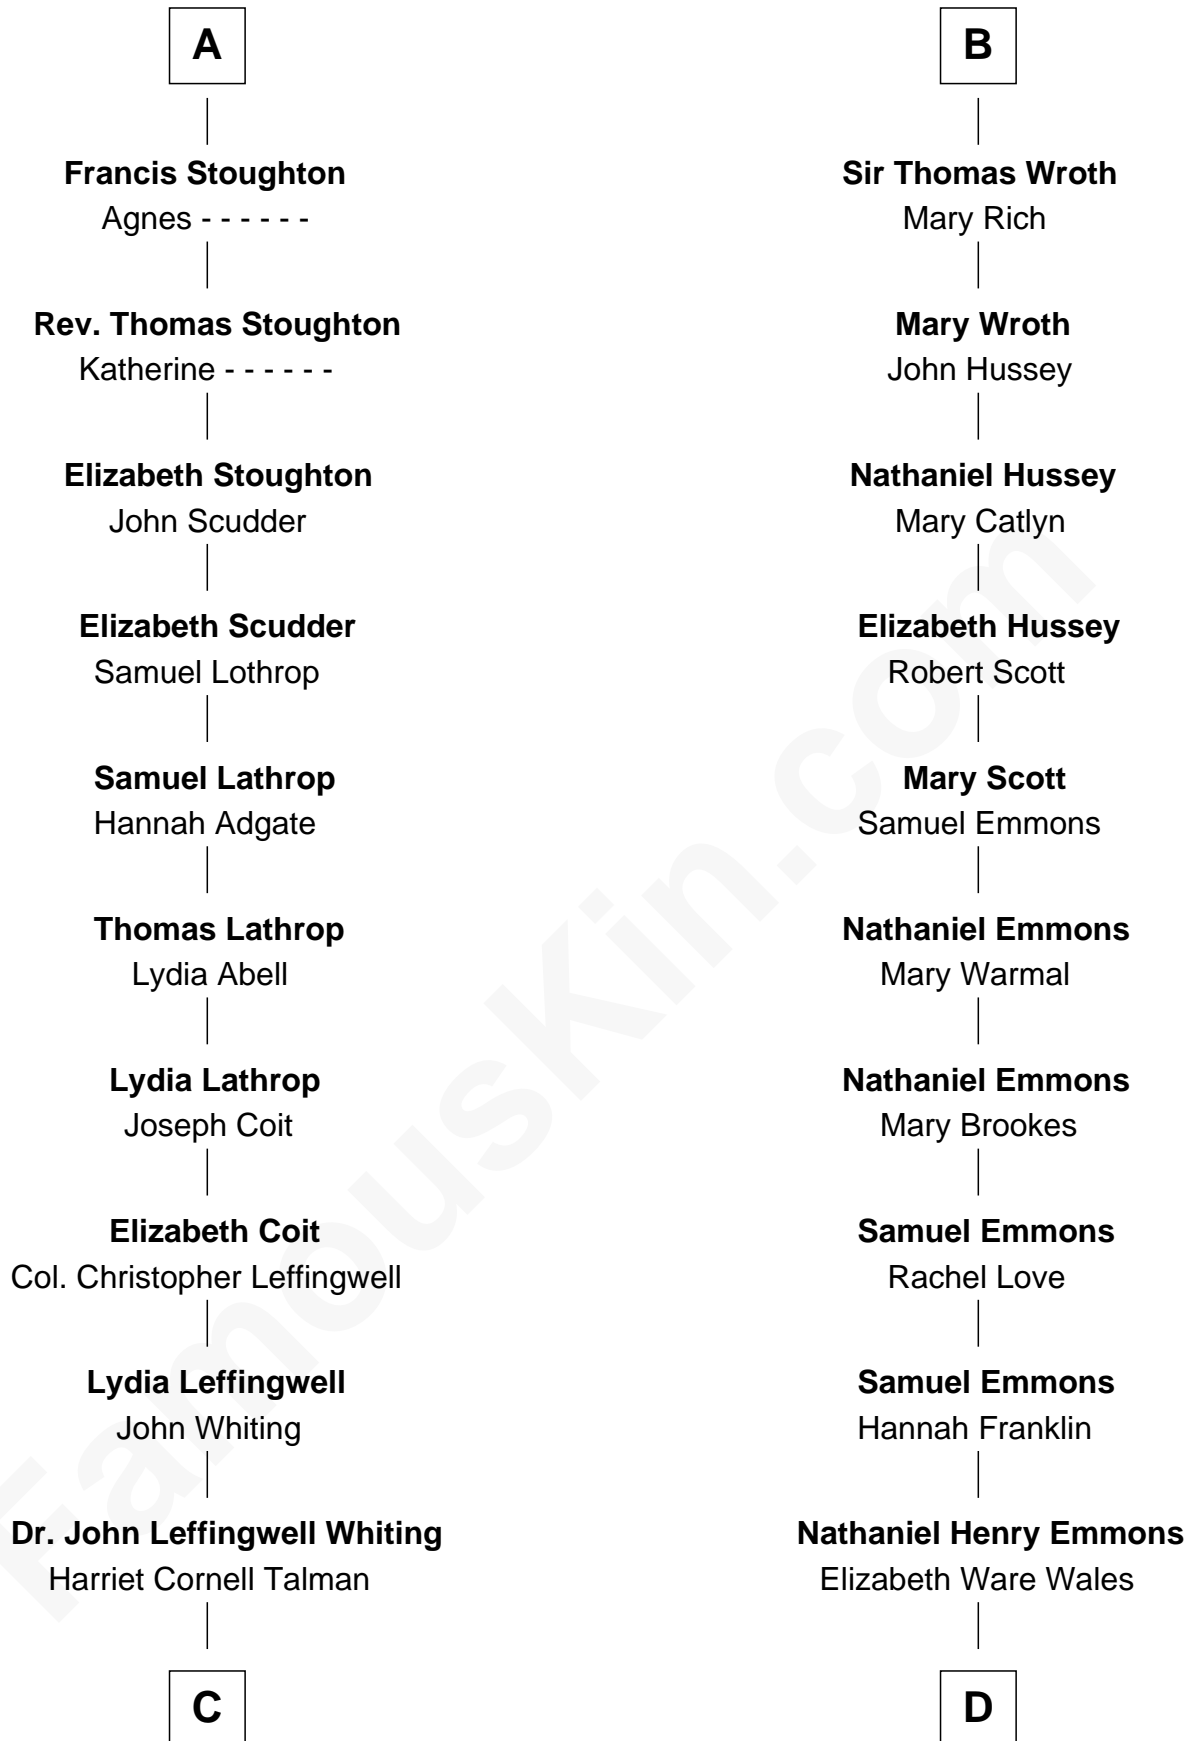 A
Francis Stoughton
Agnes - - - - - -
Rev. Thomas Stoughton
Katherine - - - - - -
Elizabeth Stoughton
John Scudder
Elizabeth Scudder
Samuel Lothrop
Samuel Lathrop
Hannah Adgate
Thomas Lathrop
Lydia Abell
Lydia Lathrop
Joseph Coit
Elizabeth Coit
Col. Christopher Leffingwell
Lydia Leffingwell
John Whiting
Dr. John Leffingwell Whiting
Harriet Cornell Talman
C
B
Sir Thomas Wroth
Mary Rich
Mary Wroth
John Hussey
Nathaniel Hussey
Mary Catlyn
Elizabeth Hussey
Robert Scott
Mary Scott
Samuel Emmons
Nathaniel Emmons
Mary Warmal
Nathaniel Emmons
Mary Brookes
Samuel Emmons
Rachel Love
Samuel Emmons
Hannah Franklin
Nathaniel Henry Emmons
Elizabeth Ware Wales
D
FamousKin.com